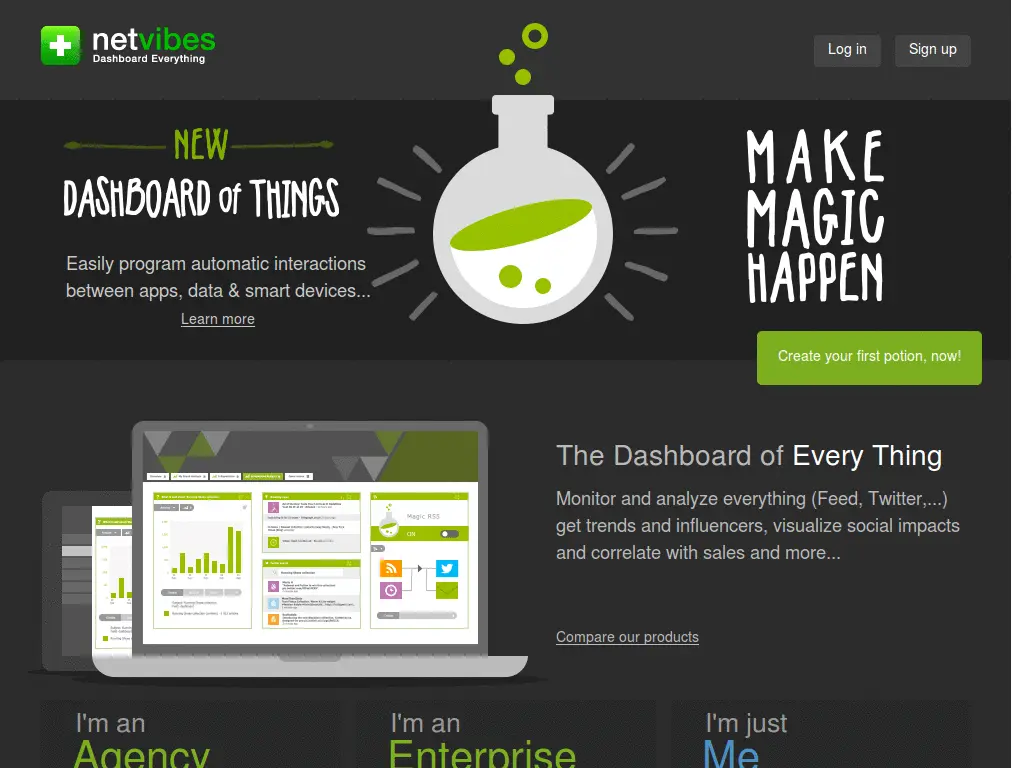 netvibes
Dashboard Everything
Log in
Sign up
NEW
DASHBOARD of THINGS
Easily program automatic interactions
between apps, data & smart devices...
Learn more
MAKE
MAGIC
HAPPEN
Create your first potion, now!
Magic RSS
ON
The Dashboard of Every Thing
Monitor and analyze everything (Feed, Twitter,...)
get trends and influencers, visualize social impacts
and correlate with sales and more...
Compare our products
I'm an
Agency
I'm an
Enterprise
I'm just
Me